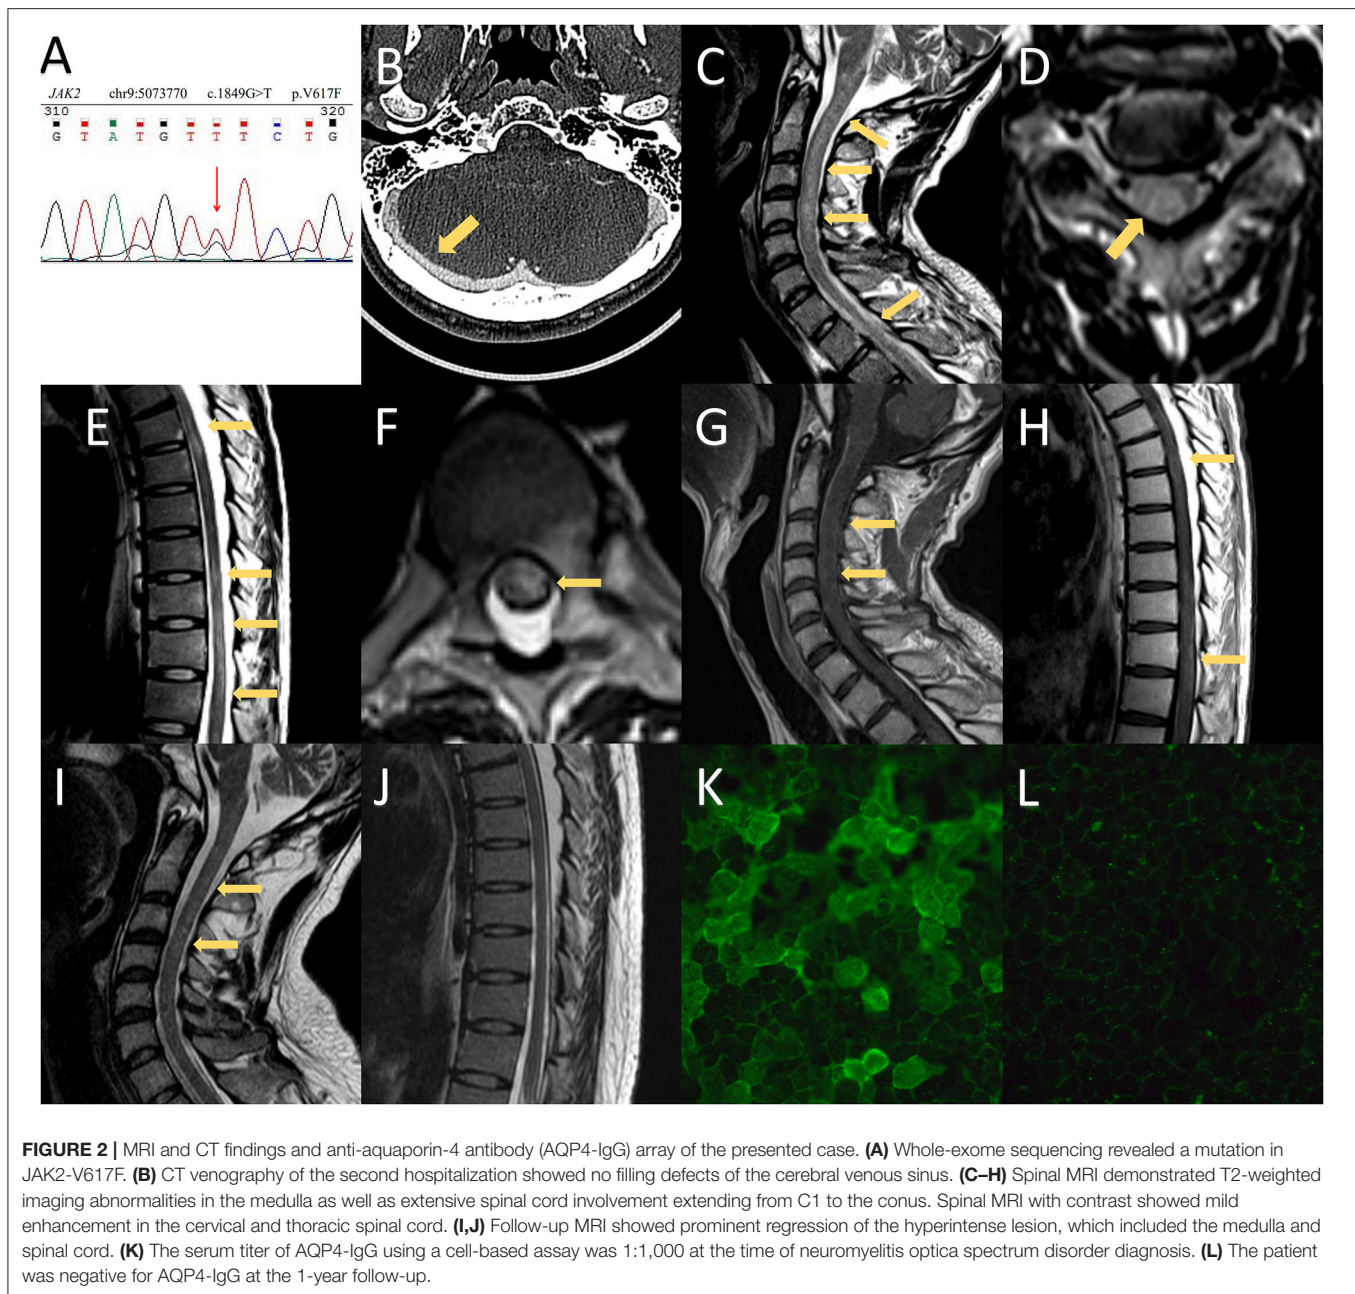 A
JAK2 chr9:5073770 c.1849G>T p.V617F
310 320
G T A T G T T T C T G
B
C
D
E
F
G
H
I
J
K
L
FIGURE 2 | MRI and CT findings and anti-aquaporin-4 antibody (AQP4-IgG) array of the presented case. (A) Whole-exome sequencing revealed a mutation in
JAK2-V617F. (B) CT venography of the second hospitalization showed no filling defects of the cerebral venous sinus. (C–H) Spinal MRI demonstrated T2-weighted
imaging abnormalities in the medulla as well as extensive spinal cord involvement extending from C1 to the conus. Spinal MRI with contrast showed mild
enhancement in the cervical and thoracic spinal cord. (I,J) Follow-up MRI showed prominent regression of the hyperintense lesion, which included the medulla and
spinal cord. (K) The serum titer of AQP4-IgG using a cell-based assay was 1:1,000 at the time of neuromyelitis optica spectrum disorder diagnosis. (L) The patient
was negative for AQP4-IgG at the 1-year follow-up.